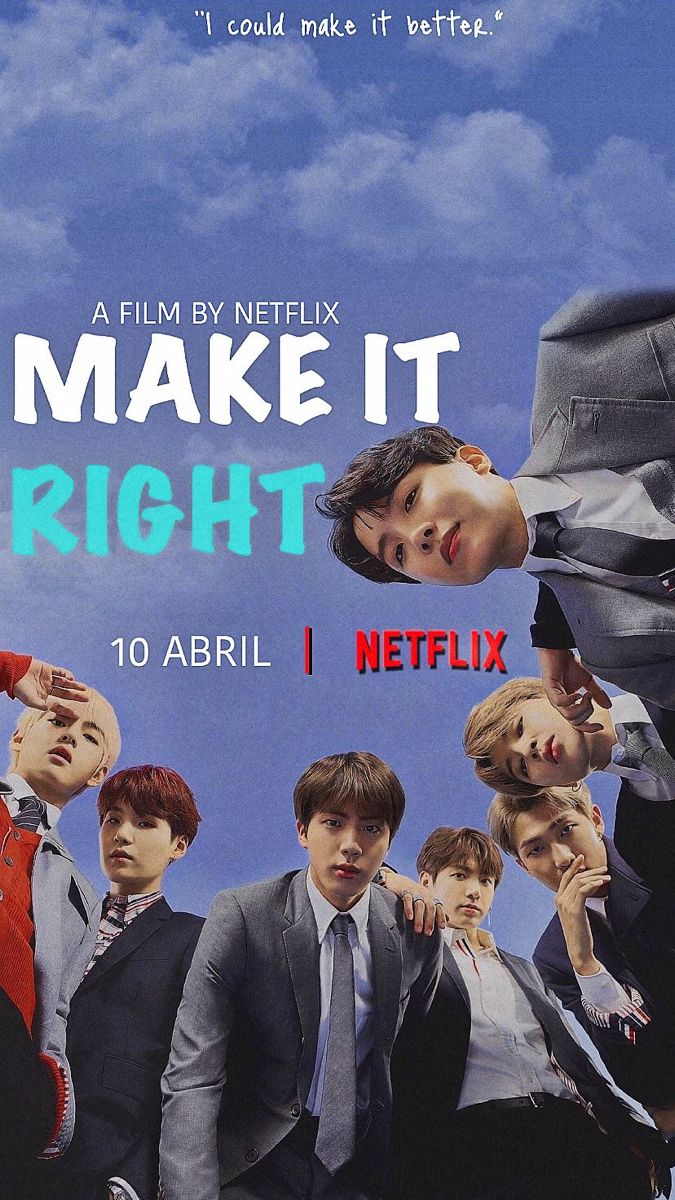 "I could make it better."
A FILM BY NETFLIX
MAKE IT
RIGHT
10 ABRIL | NETFLIX